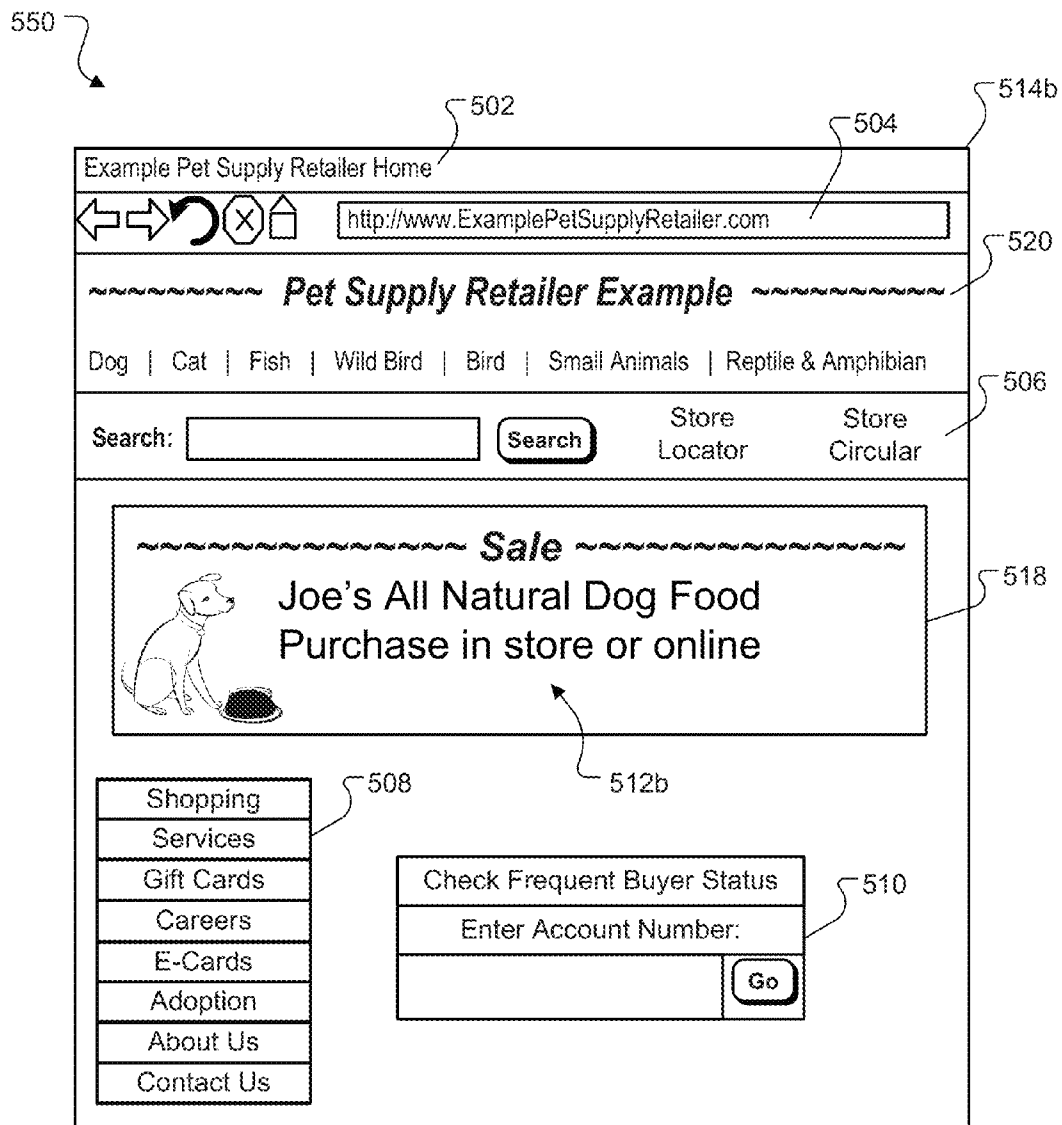 550
514b
502
504
Example Pet Supply Retailer Home
http://www.ExamplePetSupplyRetailer.com
520
~~~~~~~~~ Pet Supply Retailer Example ~~~~~~~~~~
Dog | Cat | Fish | Wild Bird | Bird | Small Animals | Reptile & Amphibian
506
Search: Search Store Locator Store Circular
~~~~~~~~~~~~~~~ Sale ~~~~~~~~~~~~~~~
518
Joe's All Natural Dog Food
Purchase in store or online
512b
508
Shopping
Services
Gift Cards
Careers
E-Cards
Adoption
About Us
Contact Us
Check Frequent Buyer Status
510
Enter Account Number:
Go